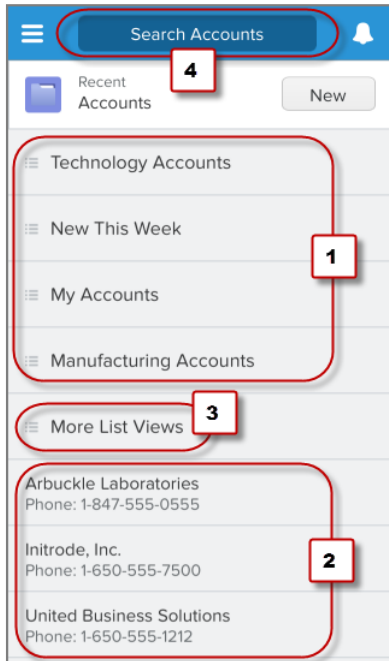 Search Accounts
4
Recent
Accounts
New
Technology Accounts
New This Week
1
My Accounts
Manufacturing Accounts
3
More List Views
Arbuckle Laboratories
Phone: 1-847-555-0555
Initrode, Inc.
2
Phone: 1-650-555-7500
United Business Solutions
Phone: 1-650-555-1212